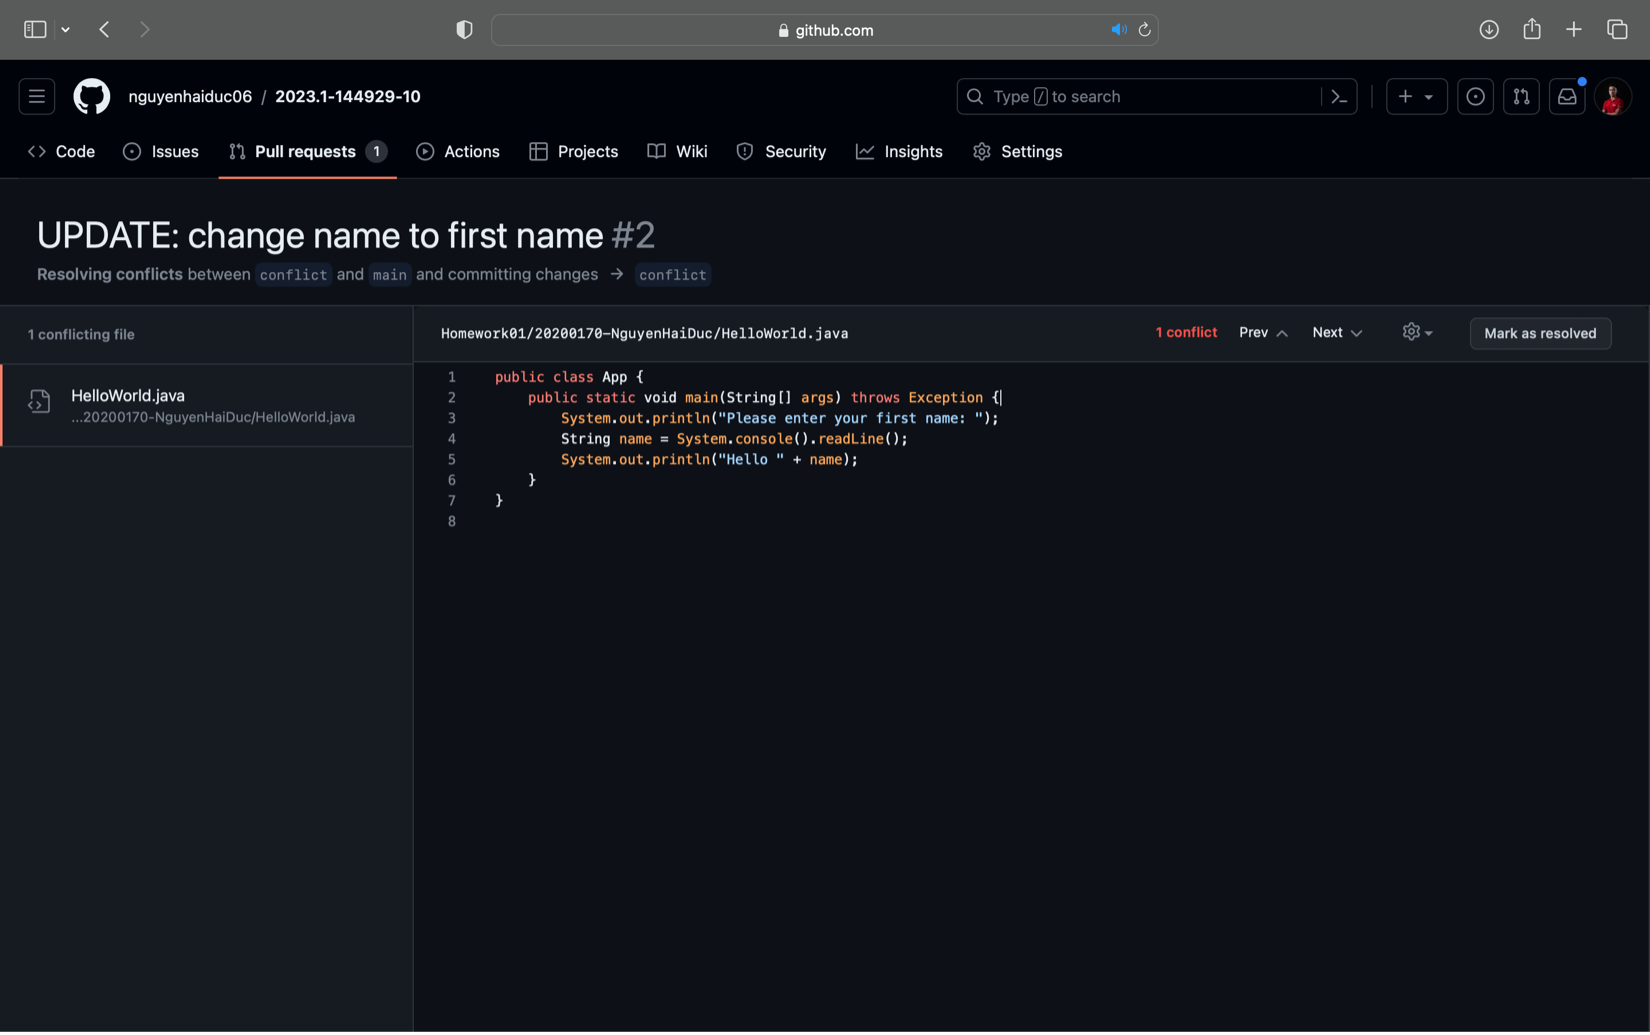 github.com
nguyenhaiduc06 / 2023.1-144929-10
Type / to search
Code Issues Pull requests 1 Actions Projects Wiki Security Insights Settings
UPDATE: change name to first name #2
Resolving conflicts between conflict and main and committing changes → conflict
1 conflicting file
Homework01/20200170-NguyenHaiDuc/HelloWorld.java
1 conflict Prev Next Mark as resolved
HelloWorld.java
...20200170-NguyenHaiDuc/HelloWorld.java
1 public class App {
2 public static void main(String[] args) throws Exception {
3 System.out.println("Please enter your first name: ");
4 String name = System.console().readLine();
5 System.out.println("Hello " + name);
6 }
7 }
8